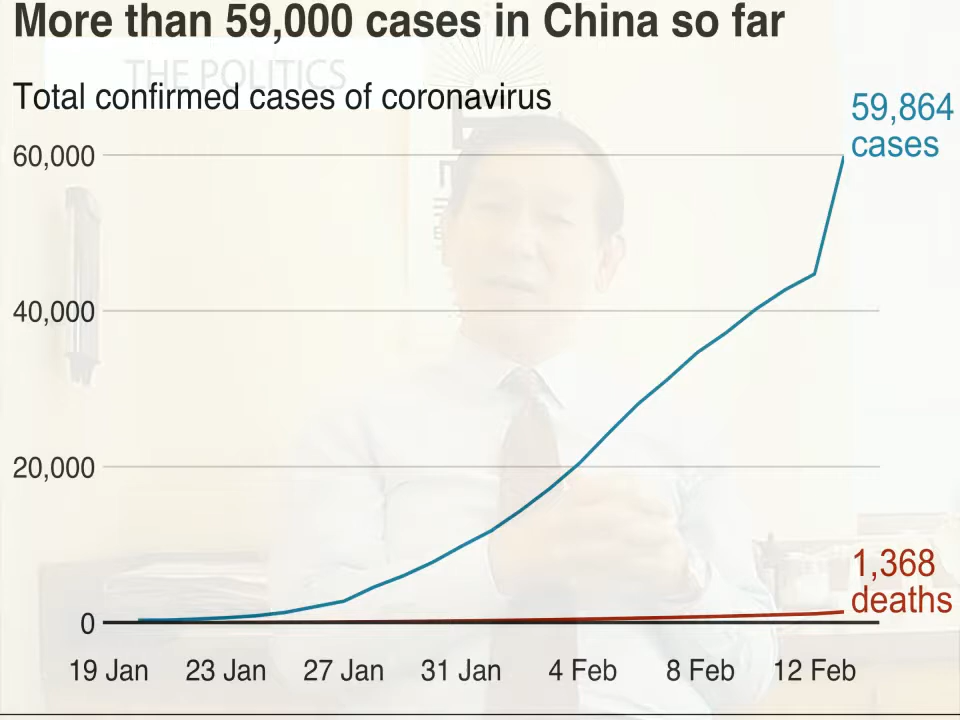 More than 59,000 cases in China so far
THE POLITICS
Total confirmed cases of coronavirus
59,864
cases
60,000
40,000
20,000
1,368
deaths
0
19 Jan 23 Jan 27 Jan 31 Jan 4 Feb 8 Feb 12 Feb